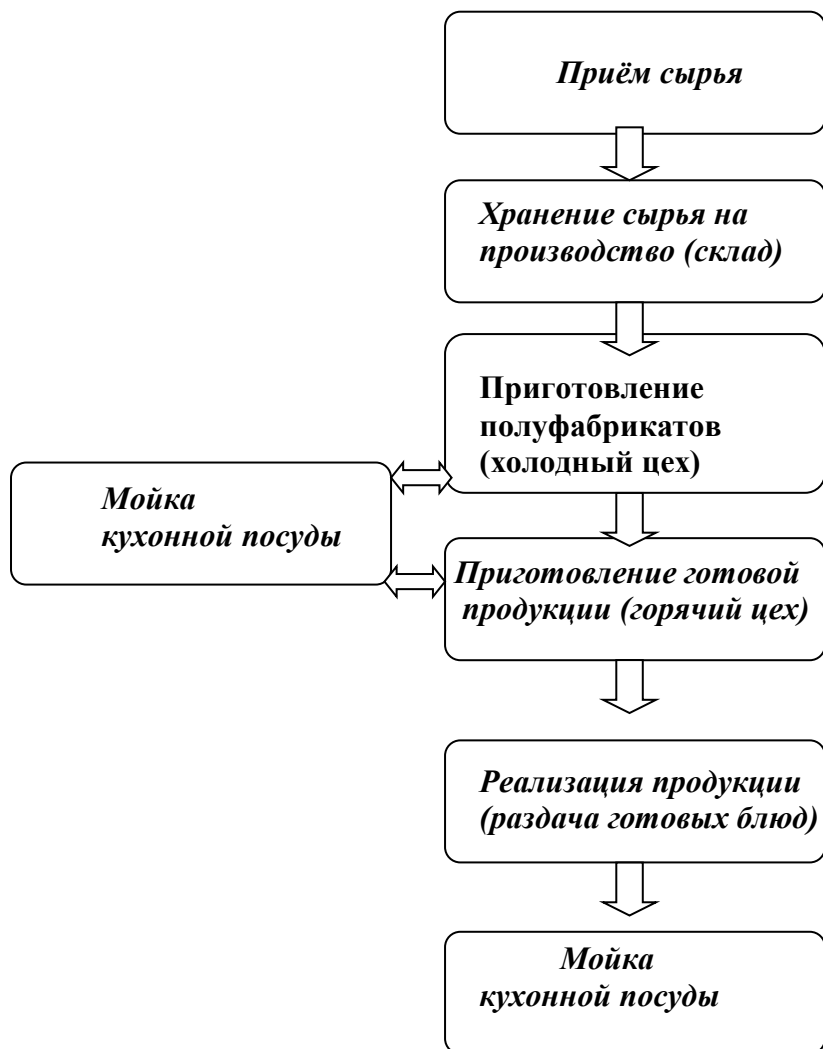 Приём сырья
Хранение сырья на
производство (склад)
Приготовление
полуфабрикатов
(холодный цех)
Мойка
кухонной посуды
Приготовление готовой
продукции (горячий цех)
Реализация продукции
(раздача готовых блюд)
Мойка
кухонной посуды